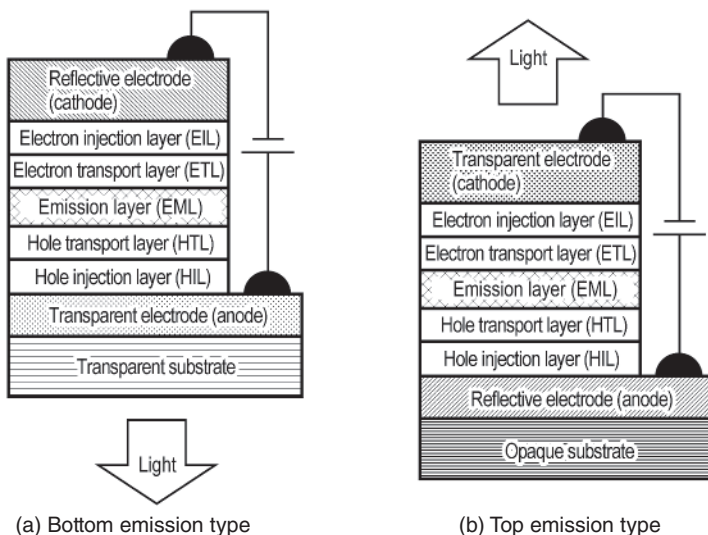 Reflective electrode
(cathode)
Electron injection layer (EIL)
Electron transport layer (ETL)
Emission layer (EML)
Hole transport layer (HTL)
Hole injection layer (HIL)
Transparent electrode (anode)
Transparent substrate
Light
(a) Bottom emission type
Light
Transparent electrode
(cathode)
Electron injection layer (EIL)
Electron transport layer (ETL)
Emission layer (EML)
Hole transport layer (HTL)
Hole injection layer (HIL)
Reflective electrode (anode)
Opaque substrate
(b) Top emission type